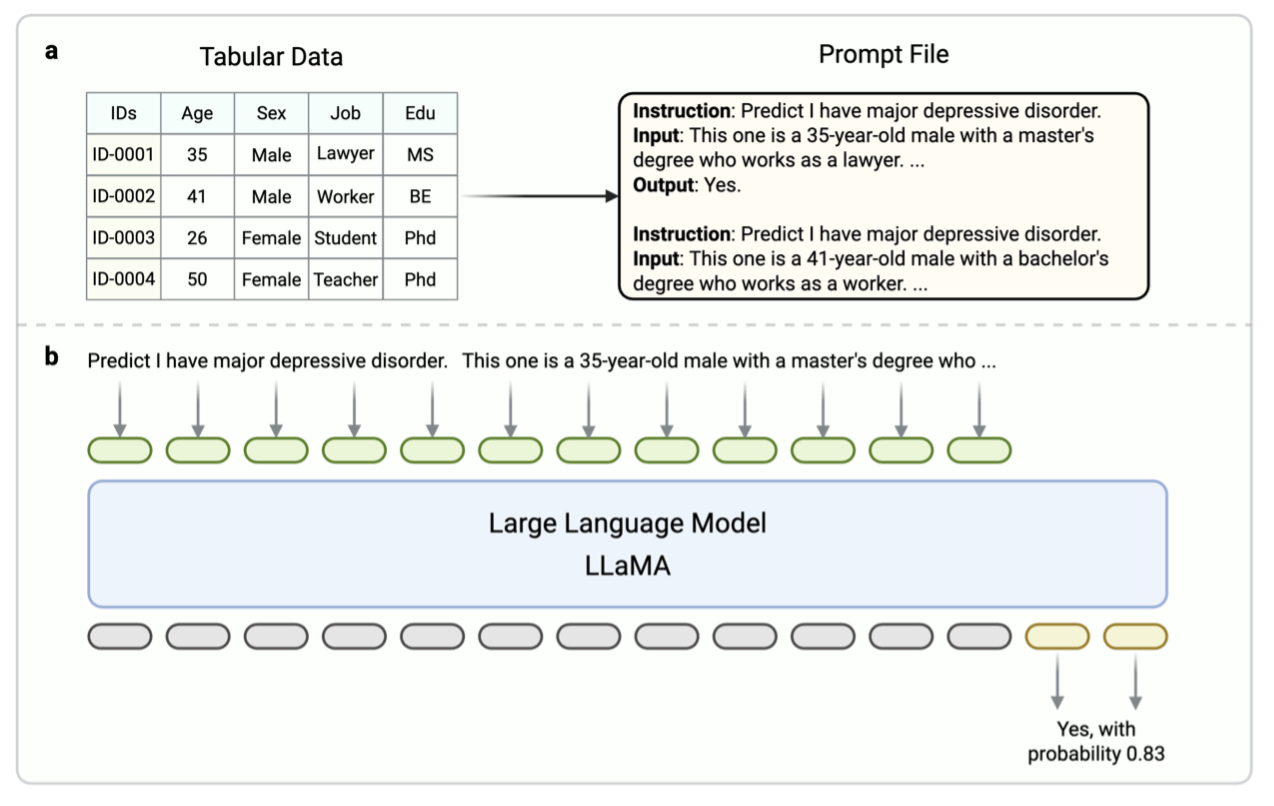 a
Tabular Data
Prompt File
IDs Age Sex Job Edu
ID-0001 35 Male Lawyer MS
ID-0002 41 Male Worker BE
ID-0003 26 Female Student Phd
ID-0004 50 Female Teacher Phd
Instruction: Predict I have major depressive disorder.
Input: This one is a 35-year-old male with a master's
degree who works as a lawyer. ...
Output: Yes.
Instruction: Predict I have major depressive disorder.
Input: This one is a 41-year-old male with a bachelor's
degree who works as a worker. ...
b
Predict I have major depressive disorder. This one is a 35-year-old male with a master's degree who ...
Large Language Model
LLaMA
Yes, with
probability 0.83